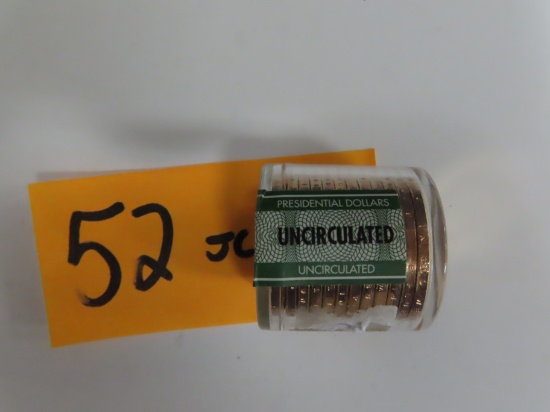 52 JC
PRESIDENTIAL DOLLARS
UNCIRCULATED
UNCIRCULATED